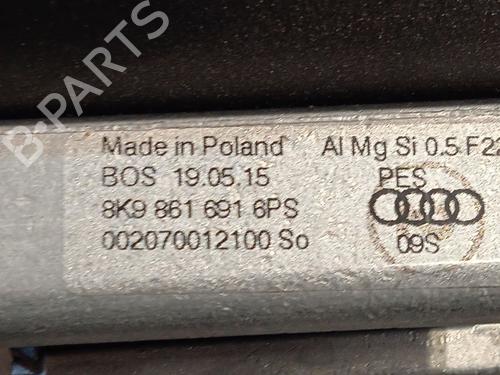 B-PARTS
Made in Poland Al Mg Si 0.5 F22
BOS 19.05.15 PES
8K9 861 691 6PS
002070012100 So 09S